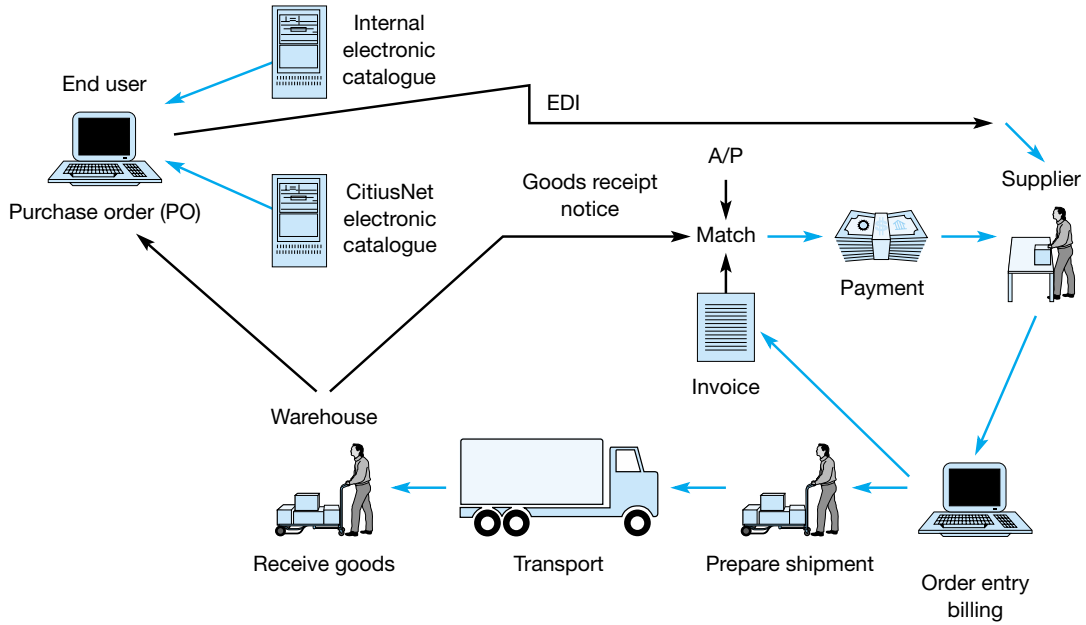 Internal
electronic
catalogue
End user
EDI
A/P
CitiusNet
electronic
catalogue
Goods receipt
notice
Supplier
Purchase order (PO)
Match
Payment
Invoice
Warehouse
Receive goods
Transport
Prepare shipment
Order entry
billing